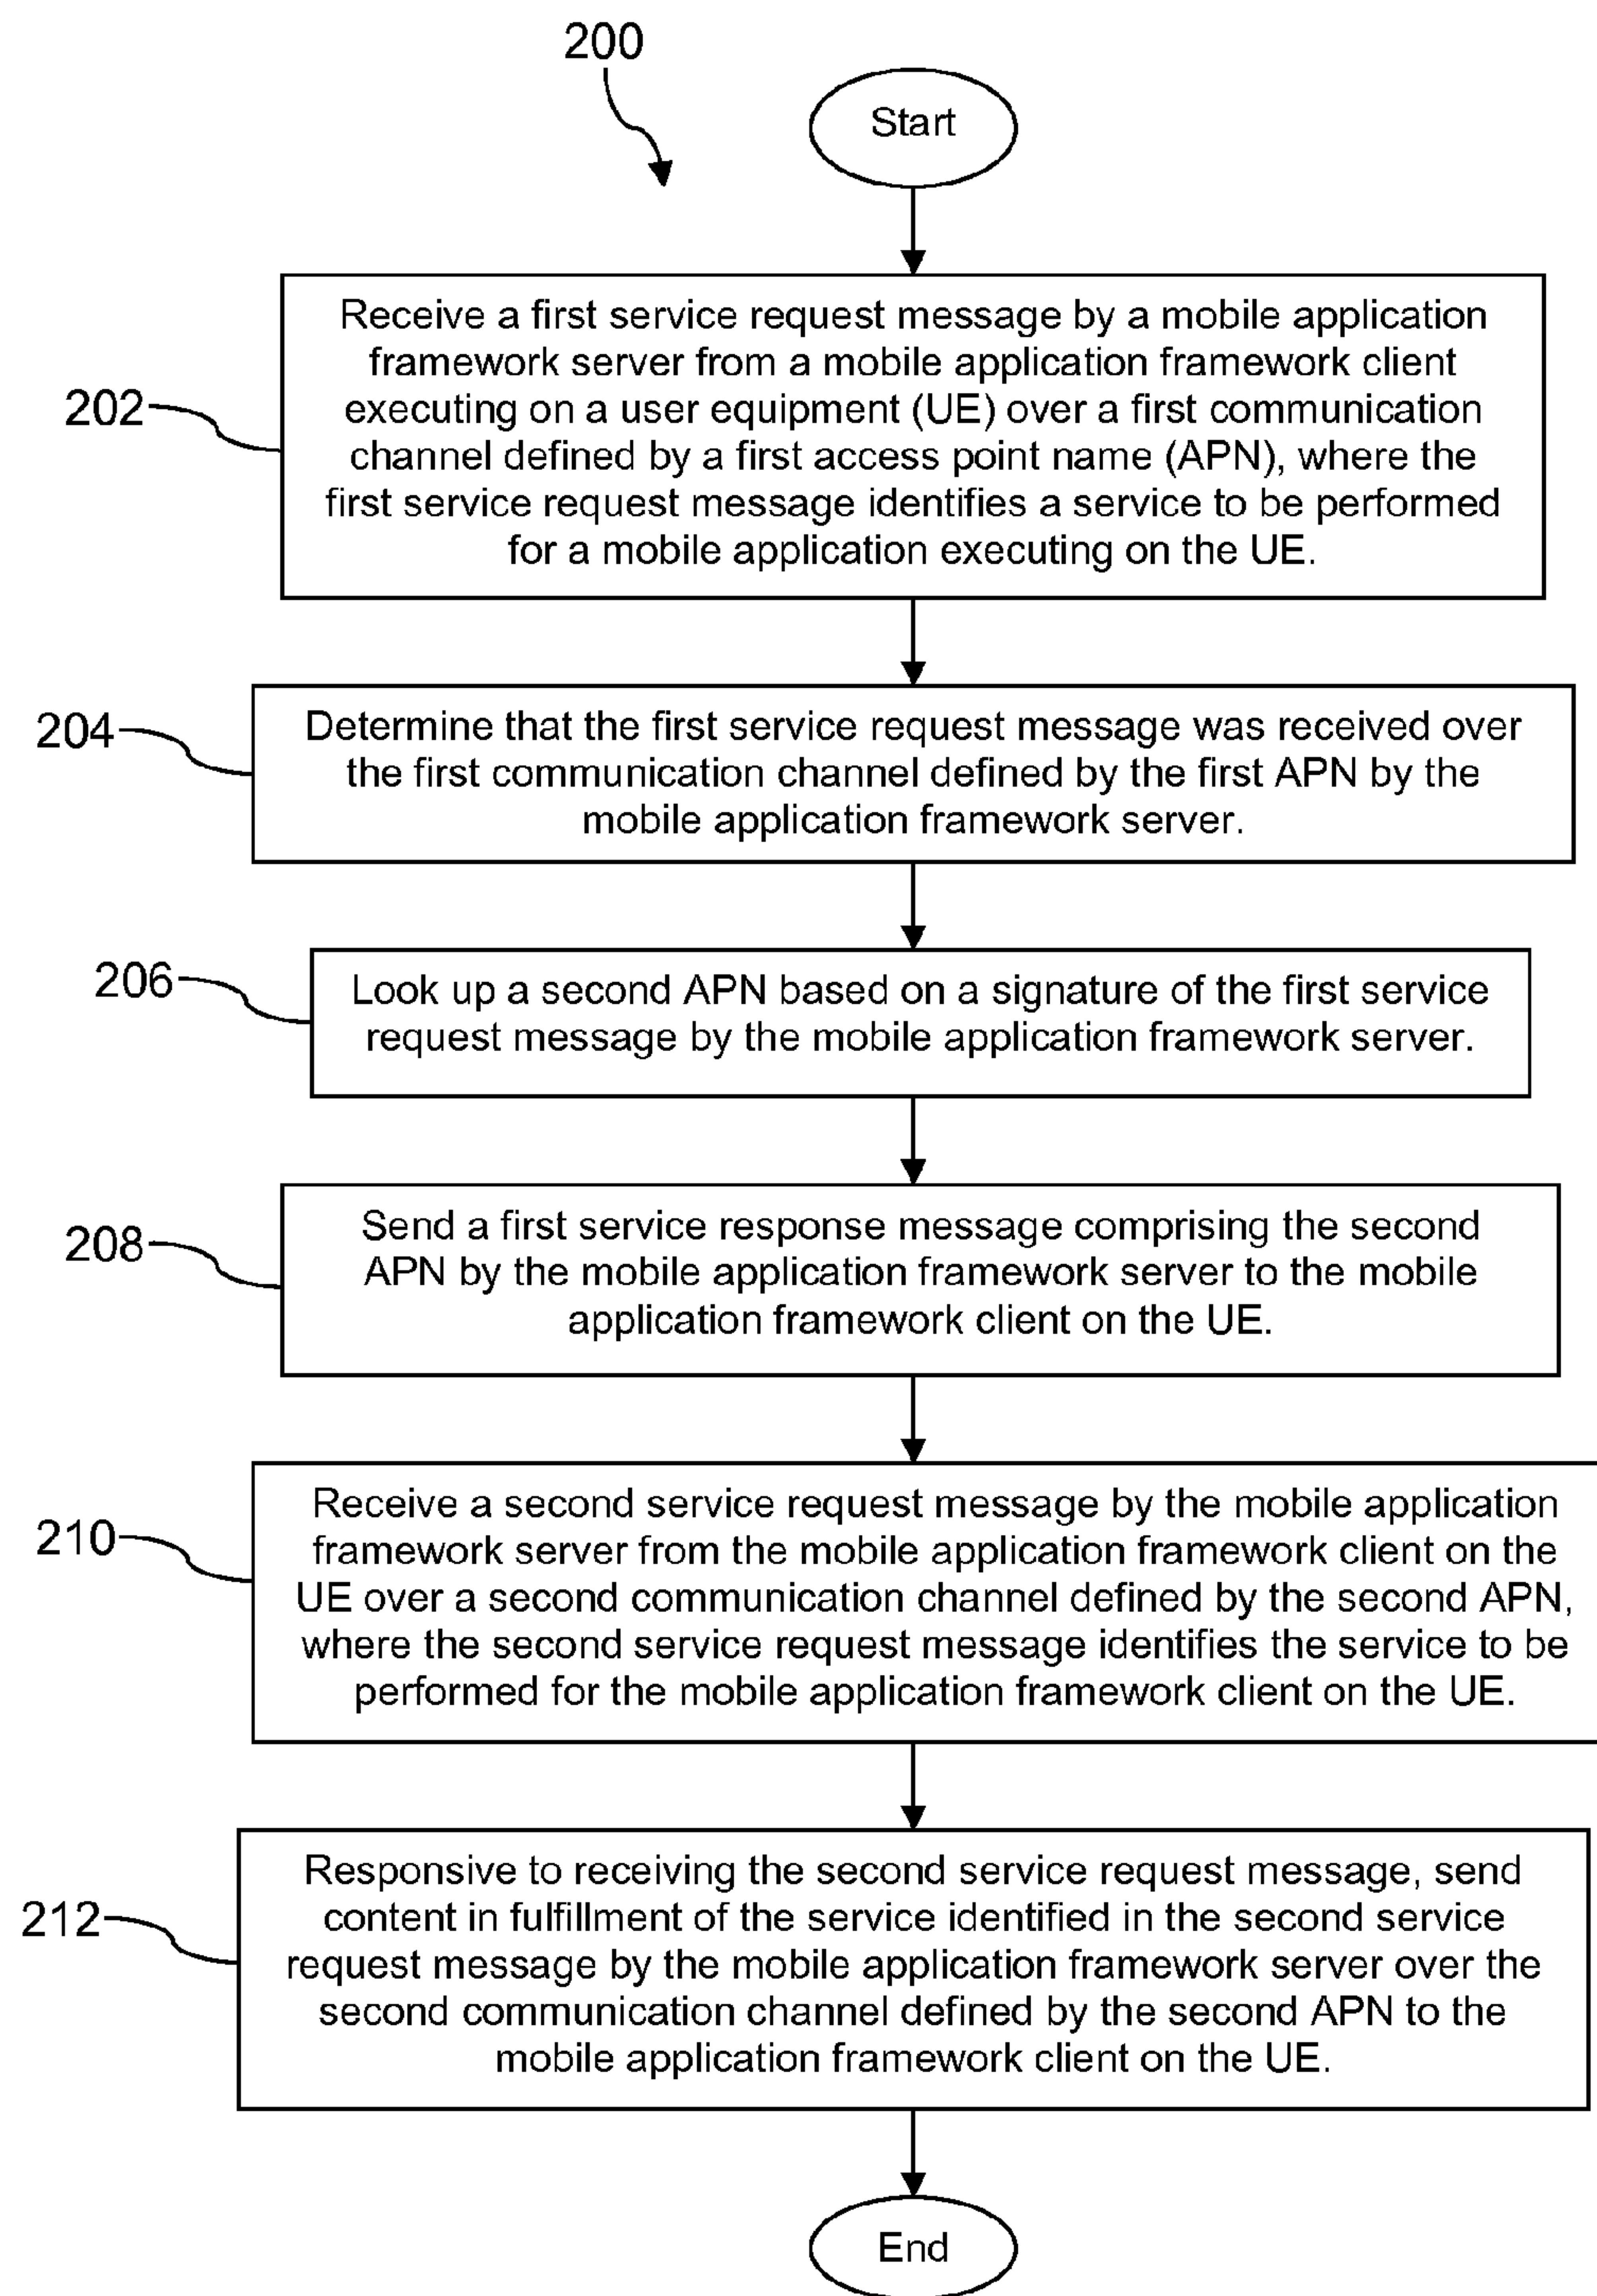 200
Start
202
Receive a first service request message by a mobile application
framework server from a mobile application framework client
executing on a user equipment (UE) over a first communication
channel defined by a first access point name (APN), where the
first service request message identifies a service to be performed
for a mobile application executing on the UE.
204
Determine that the first service request message was received over
the first communication channel defined by the first APN by the
mobile application framework server.
206
Look up a second APN based on a signature of the first service
request message by the mobile application framework server.
208
Send a first service response message comprising the second
APN by the mobile application framework server to the mobile
application framework client on the UE.
210
Receive a second service request message by the mobile application
framework server from the mobile application framework client on the
UE over a second communication channel defined by the second APN,
where the second service request message identifies the service to be
performed for the mobile application framework client on the UE.
212
Responsive to receiving the second service request message, send
content in fulfillment of the service identified in the second service
request message by the mobile application framework server over the
second communication channel defined by the second APN to the
mobile application framework client on the UE.
End